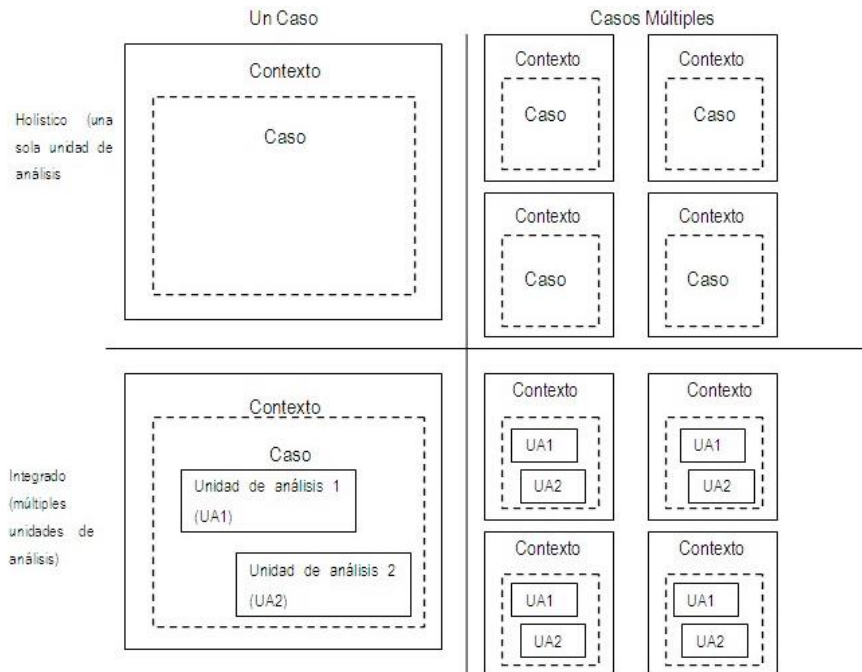 Un Caso
Casos Múltiples
Holístico (una
sola unidad de
análisis
Contexto
Caso
Contexto
Caso
Contexto
Caso
Contexto
Caso
Contexto
Caso
Integrado
(múltiples
unidades de
análisis)
Contexto
Caso
Unidad de análisis 1
(UA1)
Unidad de análisis 2
(UA2)
Contexto
UA1
UA2
Contexto
UA1
UA2
Contexto
UA1
UA2
Contexto
UA1
UA2